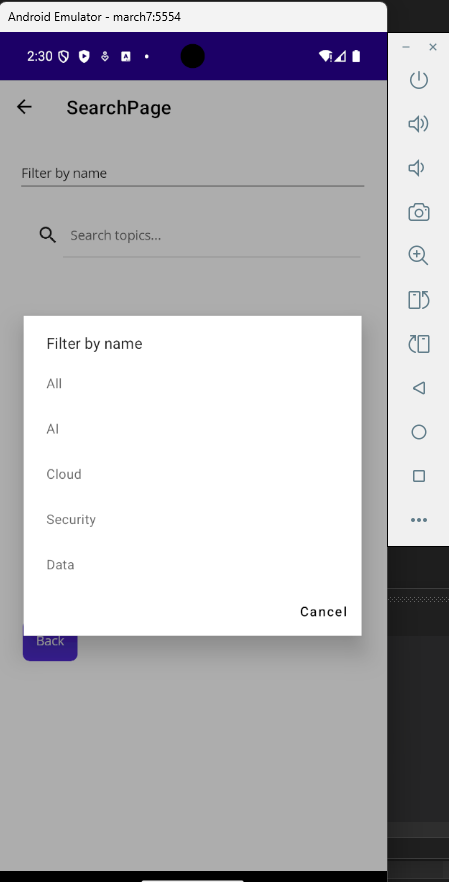 Android Emulator - march7:5554
2:30
SearchPage
Filter by name
Search topics...
Filter by name
All
AI
Cloud
Security
Data
Cancel
Back